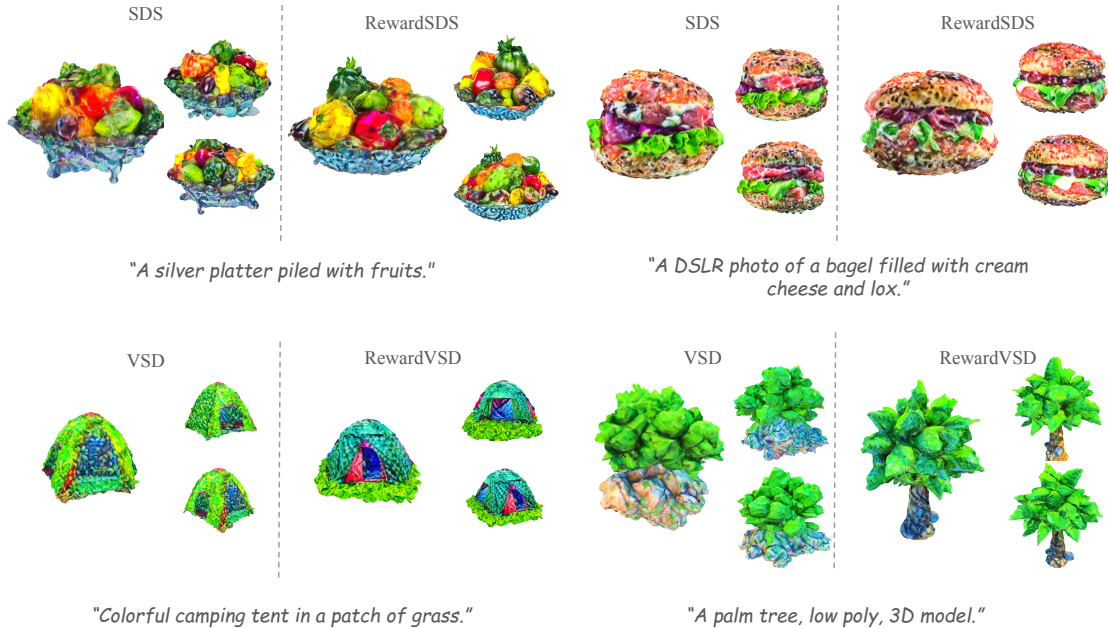 SDS
RewardSDS
SDS
RewardSDS
“A silver platter piled with fruits."
“A DSLR photo of a bagel filled with cream
cheese and lox.”
VSD
RewardVSD
VSD
RewardVSD
“Colorful camping tent in a patch of grass.”
“A palm tree, low poly, 3D model.”